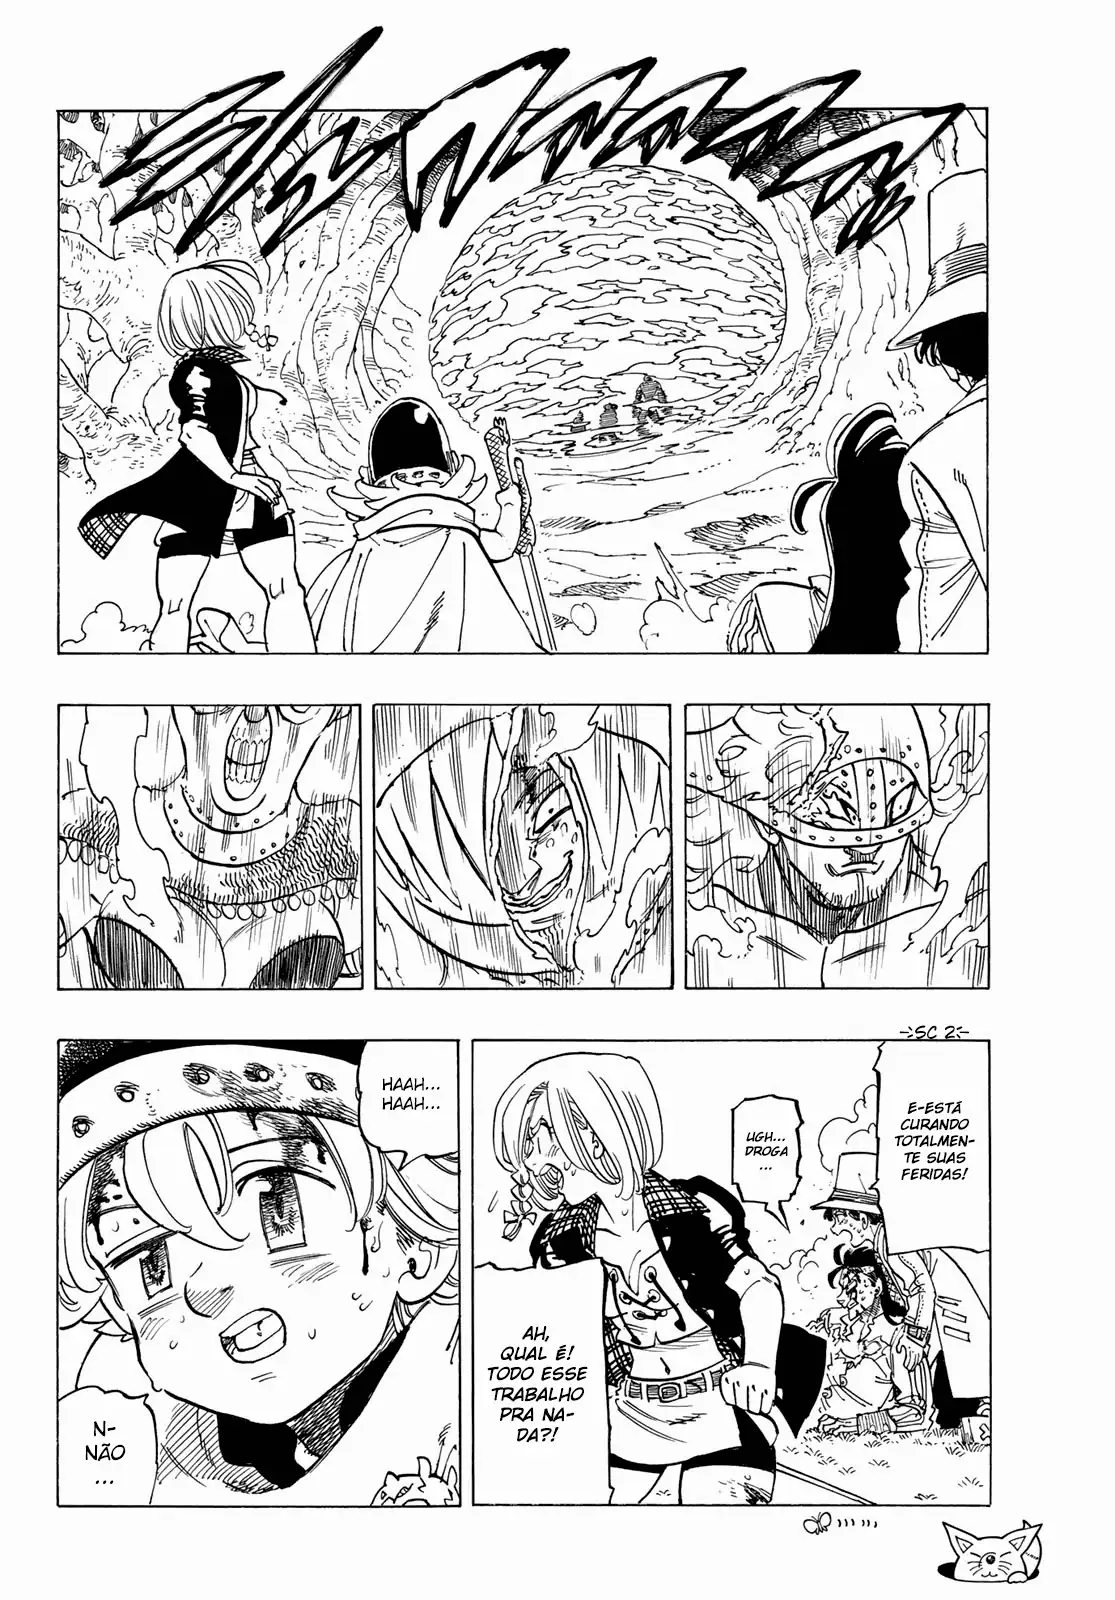 SC 2
E-ESTÁ
CURANDO
TOTALMEN-
TE SUAS
FERIDAS!
UGH...
DROGA
...
AH,
QUAL É!
TODO ESSE
TRABALHO
PRA NA-
DA?!
HAAH...
HAAH...
N-
NÃO
...